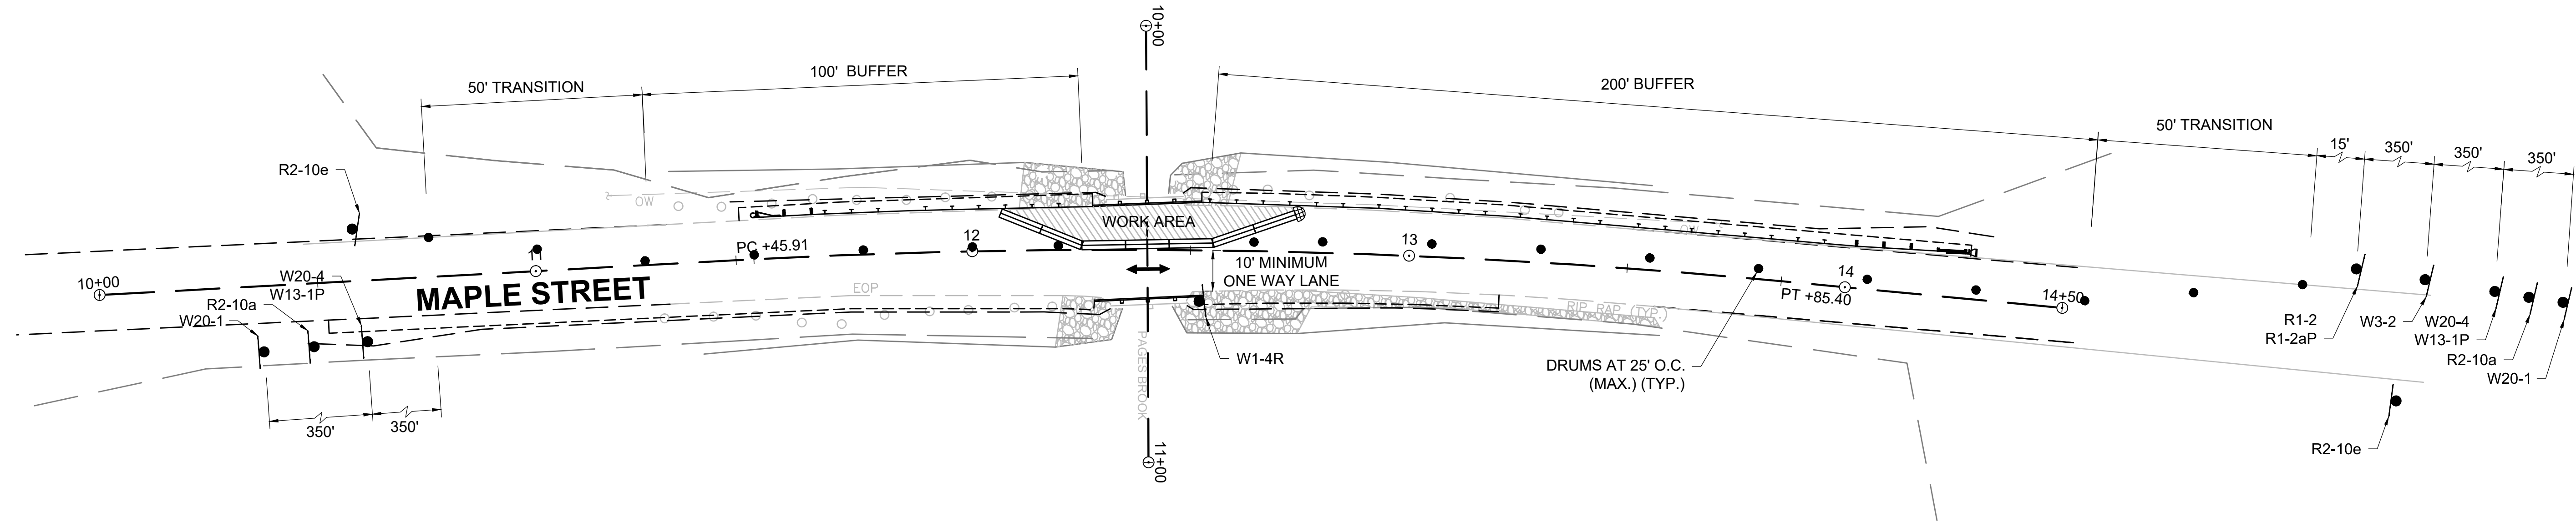 10+00
50' TRANSITION
100' BUFFER
200' BUFFER
50' TRANSITION
15'
350'
350'
350'
R2-10e
OW
WORK AREA
OW
10+00
11
PC +45.91
12
13
14
PT +85.40
14+50
W20-4
W13-1P
R2-10a
W20-1
MAPLE STREET
EOP
10' MINIMUM
ONE WAY LANE
RIP RAP (TYP.)
W1-4R
PAGES BROOK
DRUMS AT 25' O.C.
(MAX.) (TYP.)
R1-2
R1-2aP
W3-2
W20-4
W13-1P
R2-10a
W20-1
350'
350'
R2-10e
11+00